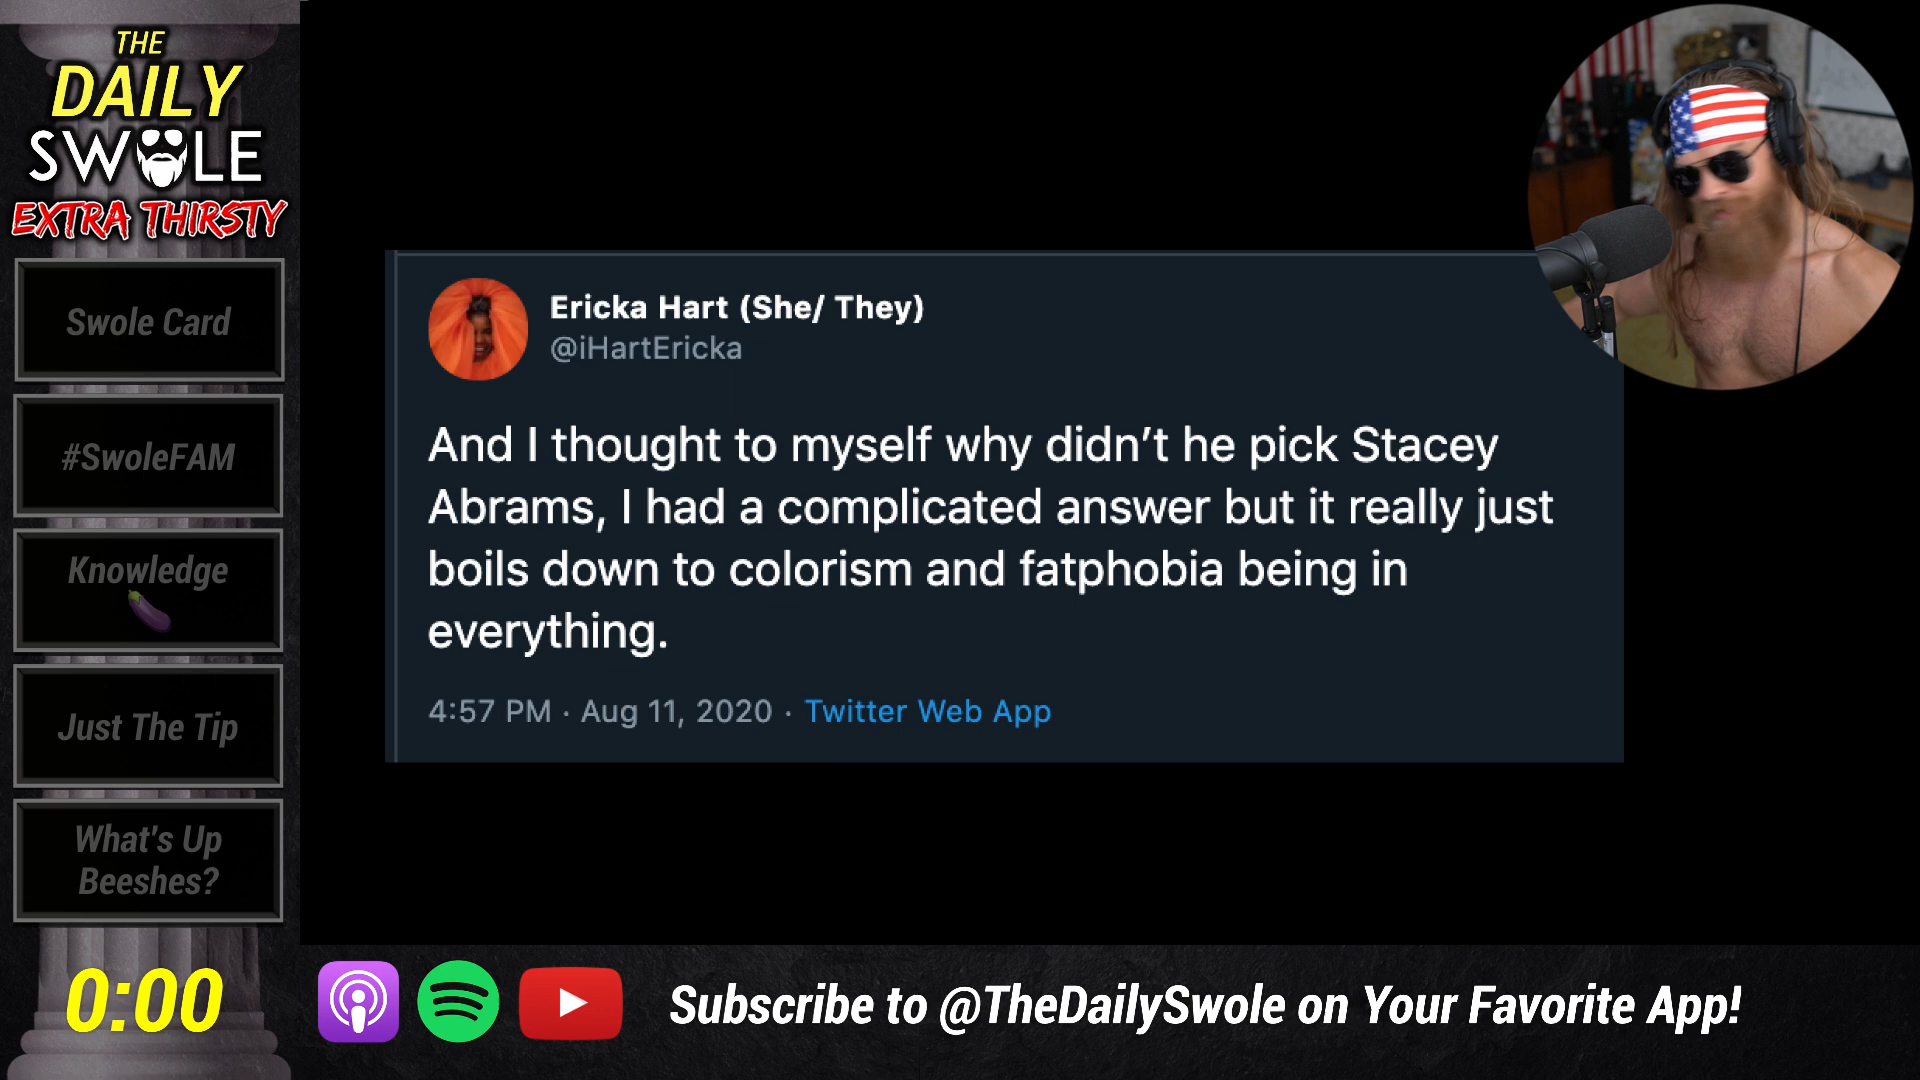 THE
DAILY
SWOLE
EXTRA THIRSTY
Swole Card
#SwoleFAM
Knowledge
Just The Tip
What's Up
Beeshes?
0:00
Ericka Hart (She/ They)
@iHartEricka
And I thought to myself why didn’t he pick Stacey
Abrams, I had a complicated answer but it really just
boils down to colorism and fatphobia being in
everything.
4:57 PM · Aug 11, 2020 · Twitter Web App
Subscribe to @TheDailySwole on Your Favorite App!